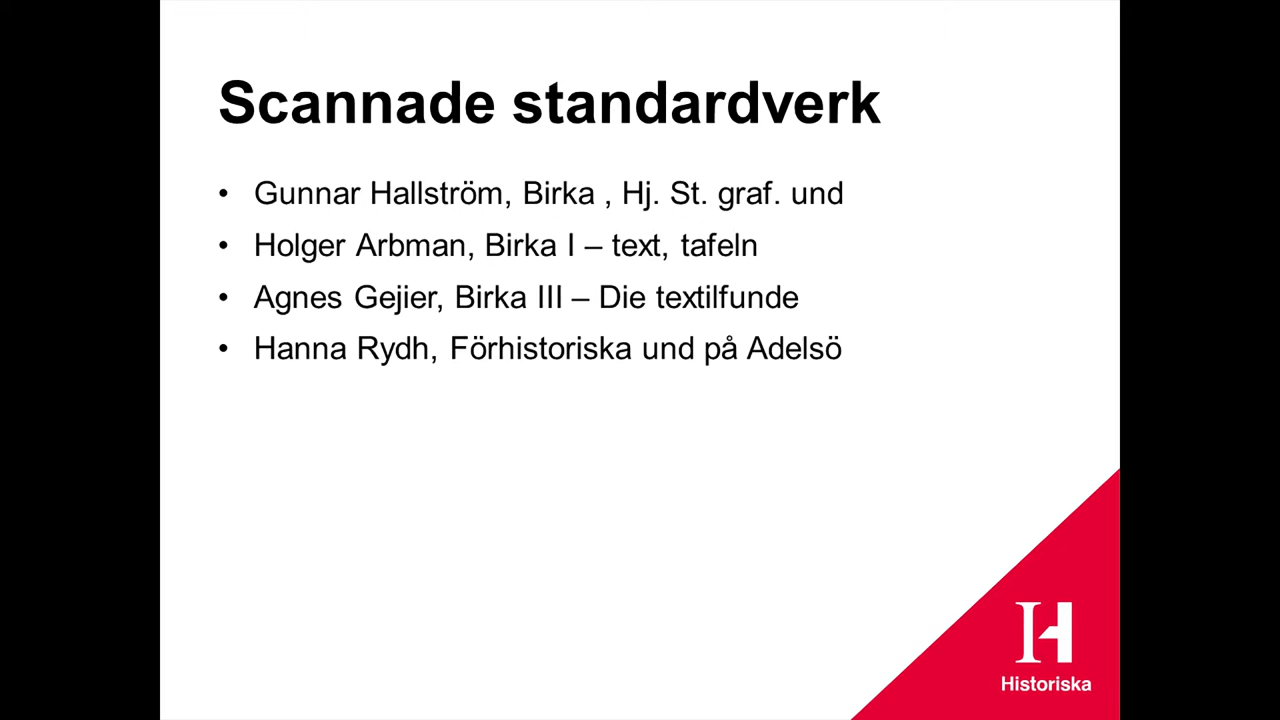 Scannade standardverk
• Gunnar Hallström, Birka , Hj. St. graf. und
• Holger Arbman, Birka I – text, tafeln
• Agnes Gejier, Birka III – Die textilfunde
• Hanna Rydh, Förhistoriska und på Adelsö
H
Historiska